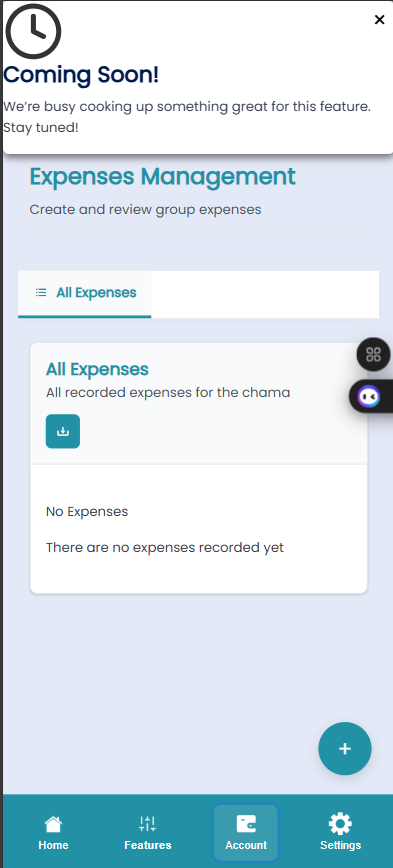 Coming Soon!
We're busy cooking up something great for this feature.
Stay tuned!
Expenses Management
Create and review group expenses
All Expenses
All Expenses
All recorded expenses for the chama
No Expenses
There are no expenses recorded yet
Home
Features
Account
Settings